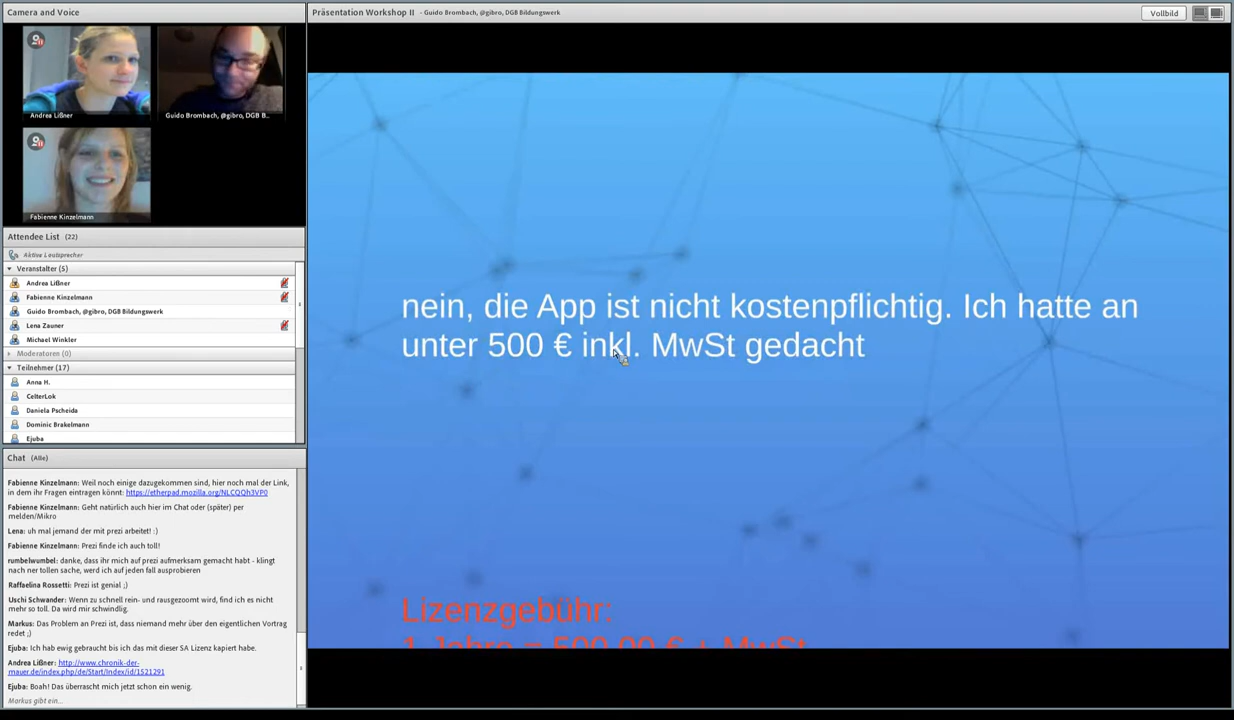 Camera and Voice
Andrea Lißner
Guido Brombach, @gibro, DGB B..
Fabienne Kinzelmann
Attendee List (22)
Aktive Lautsprecher
Veranstalter (5)
Andrea Lißner
Fabienne Kinzelmann
Guido Brombach, @gibro, DGB Bildungswerk
Lena Zauner
Michael Winkler
Moderatoren (0)
Teilnehmer (17)
Anna H.
CelterLok
Daniela Pscheida
Dominic Brakelmann
Ejuba
Chat (Alle)
Fabienne Kinzelmann: Weil noch einige dazugekommen sind, hier noch mal der Link,
in dem ihr Fragen eintragen könnt: https://etherpad.mozilla.org/NLCQQh3VP0
Fabienne Kinzelmann: Geht natürlich auch hier im Chat oder (später) per
melden/Mikro
Lena: uh mal jemand der mit prezi arbeitet! :)
Fabienne Kinzelmann: Prezi finde ich auch toll!
rumbelwumbel: danke, dass ihr mich auf prezi aufmerksam gemacht habt - klingt
nach ner tollen sache, werd ich auf jeden fall ausprobieren
Raffaelina Rossetti: Prezi ist genial ;)
Uschi Schwander: Wenn zu schnell rein- und rausgezoomt wird, find ich es nicht
mehr so toll. Da wird mir schwindlig.
Markus: Das Problem an Prezi ist, dass niemand mehr über den eigentlichen Vortrag
redet ;)
Ejuba: Ich hab ewig gebraucht bis ich das mit dieser SA Lizenz kapiert habe.
Andrea Lißner: http://www.chronik-der-
mauer.de/index.php/de/Start/Index/id/1521291
Ejuba: Boah! Das überrascht mich jetzt schon ein wenig.
Markus gibt ein...
Präsentation Workshop II - Guido Brombach, @gibro, DGB Bildungswerk
Vollbild
nein, die App ist nicht kostenpflichtig. Ich hatte an
unter 500 € inkl. MwSt gedacht
Lizenzgebühr:
1 Jahre = 500,00 € + MwSt